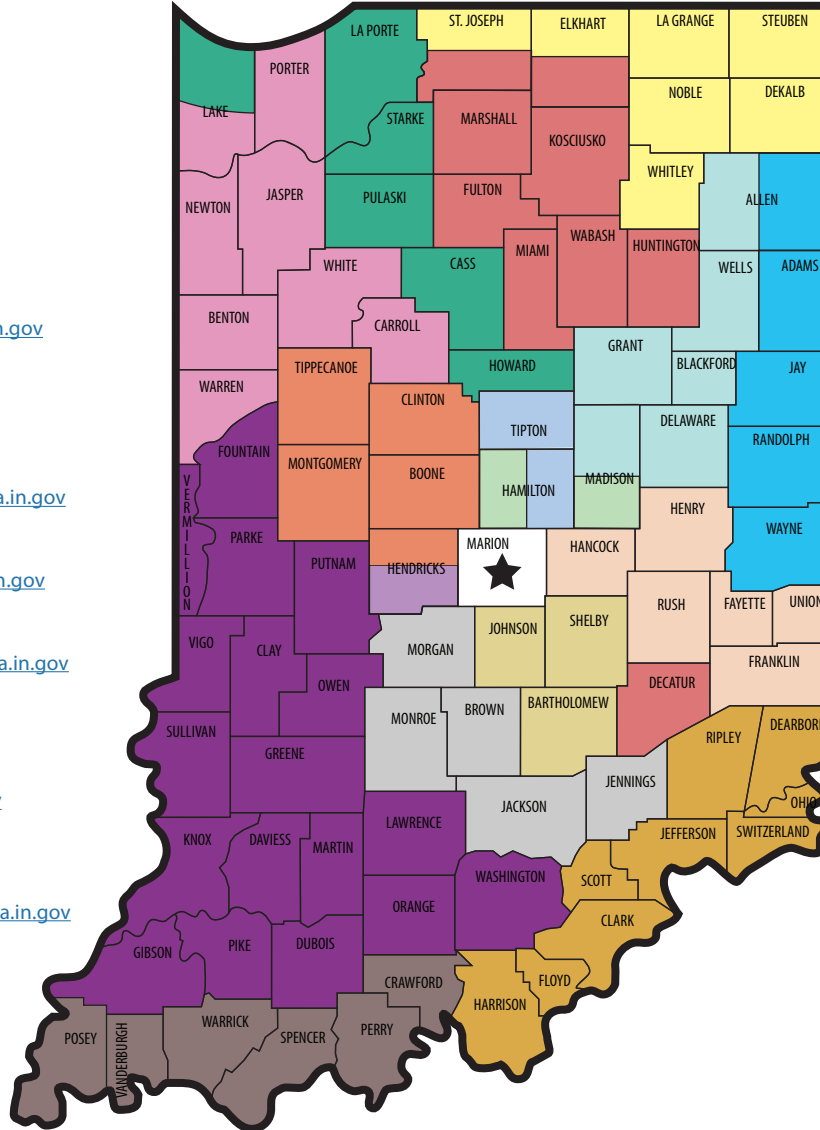 LA PORTE
ST. JOSEPH
ELKHART
LA GRANGE
STEUBEN
PORTER
LAKE
STARKE
MARSHALL
NOBLE
DEKALB
KOSCIUSKO
WHITLEY
NEWTON
JASPER
PULASKI
FULTON
ALLEN
WHITE
CASS
MIAMI
WABASH
HUNTINGTON
WELLS
ADAMS
n.gov
BENTON
CARROLL
GRANT
WARREN
TIPPECANOE
HOWARD
BLACKFORD
JAY
CLINTON
TIPTON
DELAWARE
RANDOLPH
FOUNTAIN
MONTGOMERY
BOONE
HAMILTON
MADISON
a.in.gov
VERMILLION
HENRY
WAYNE
PARKE
PUTNAM
HENDRICKS
MARION
HANCOCK
n.gov
RUSH
FAYETTE
UNION
VIGO
CLAY
MORGAN
JOHNSON
SHELBY
a.in.gov
OWEN
FRANKLIN
DECATUR
SULLIVAN
MONROE
BROWN
BARTHOLOMEW
RIPLEY
DEARBOR
GREENE
JENNINGS
JACKSON
OHIO
KNOX
DAVIESS
MARTIN
LAWRENCE
JEFFERSON
SWITZERLAND
WASHINGTON
SCOTT
a.in.gov
ORANGE
CLARK
GIBSON
PIKE
DUBOIS
CRAWFORD
FLOYD
HARRISON
POSEY
VANDERBURGH
WARRICK
SPENCER
PERRY